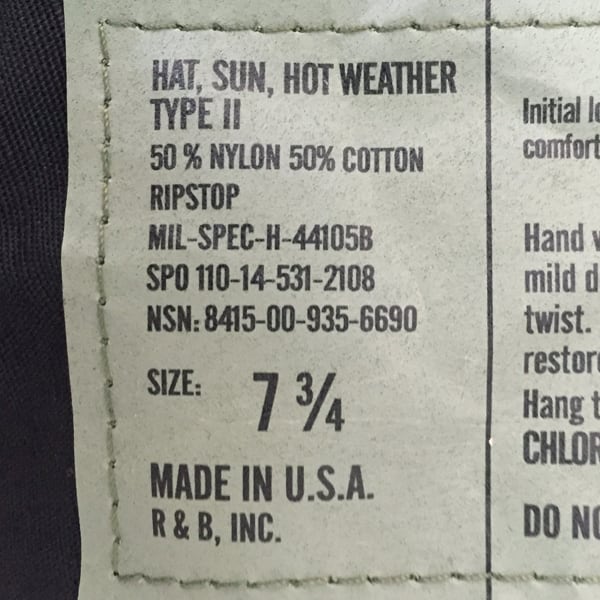 HAT, SUN, HOT WEATHER
TYPE II
50 % NYLON 50% COTTON
RIPSTOP
MIL-SPEC-H-44105B
SPO 110-14-531-2108
NSN: 8415-00-935-6690
SIZE: 7 3/4
MADE IN U.S.A.
R & B, INC.
Initial
comfort
Hand
mild
twist.
restore
Hang
CHLOR
DO